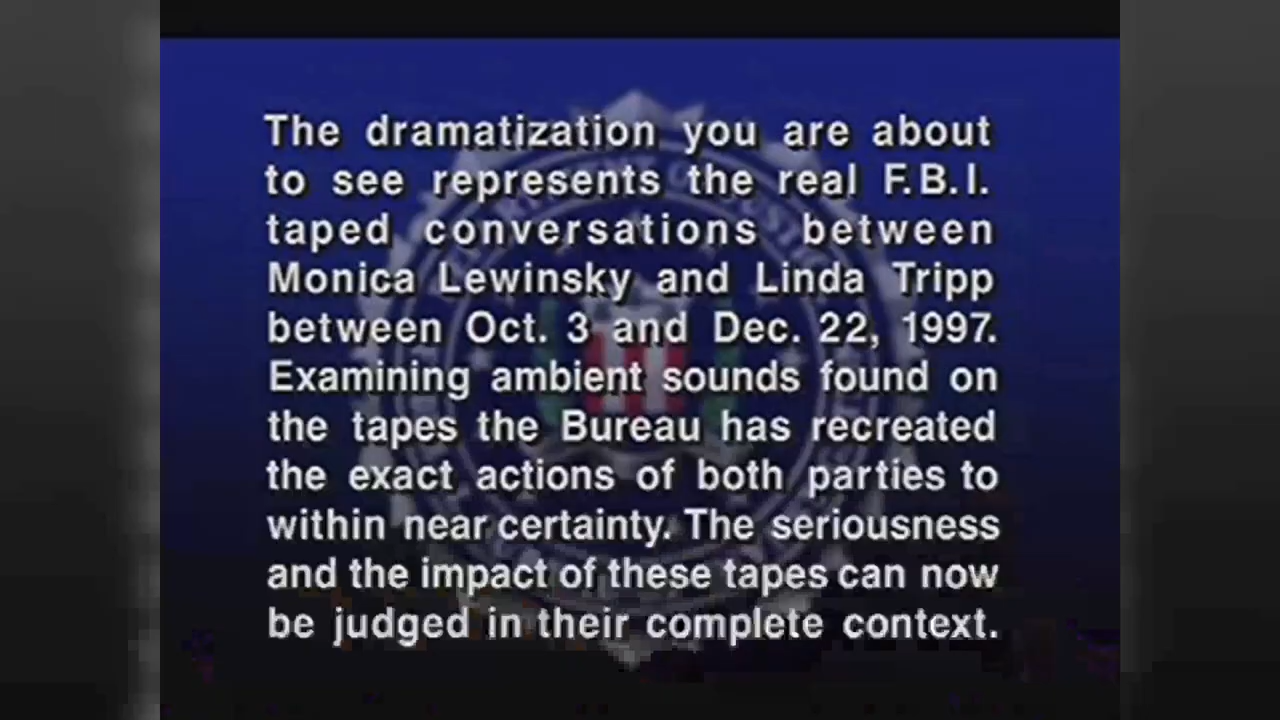 The dramatization you are about
to see represents the real F.B.I.
taped conversations between
Monica Lewinsky and Linda Tripp
between Oct. 3 and Dec. 22, 1997.
Examining ambient sounds found on
the tapes the Bureau has recreated
the exact actions of both parties to
within near certainty. The seriousness
and the impact of these tapes can now
be judged in their complete context.